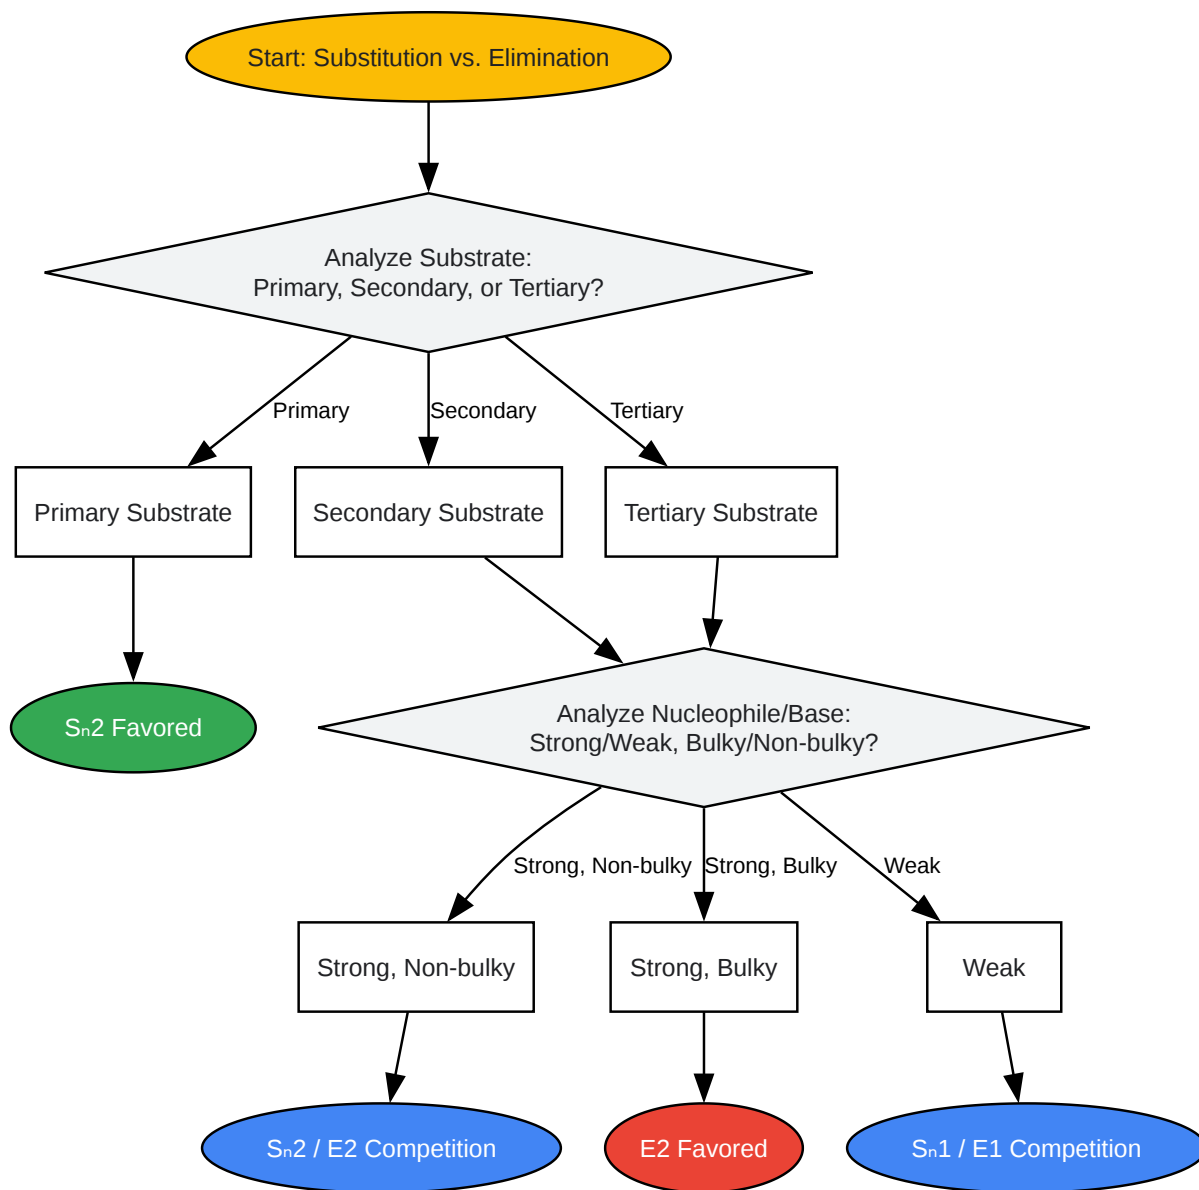 Start: Substitution vs. Elimination
Analyze Substrate:
Primary, Secondary, or Tertiary?
Primary
Secondary
Tertiary
Primary Substrate
Secondary Substrate
Tertiary Substrate
Sₙ2 Favored
Analyze Nucleophile/Base:
Strong/Weak, Bulky/Non-bulky?
Strong, Non-bulky
Strong, Bulky
Weak
Strong, Non-bulky
Strong, Bulky
Weak
Sₙ2 / E2 Competition
E2 Favored
Sₙ1 / E1 Competition